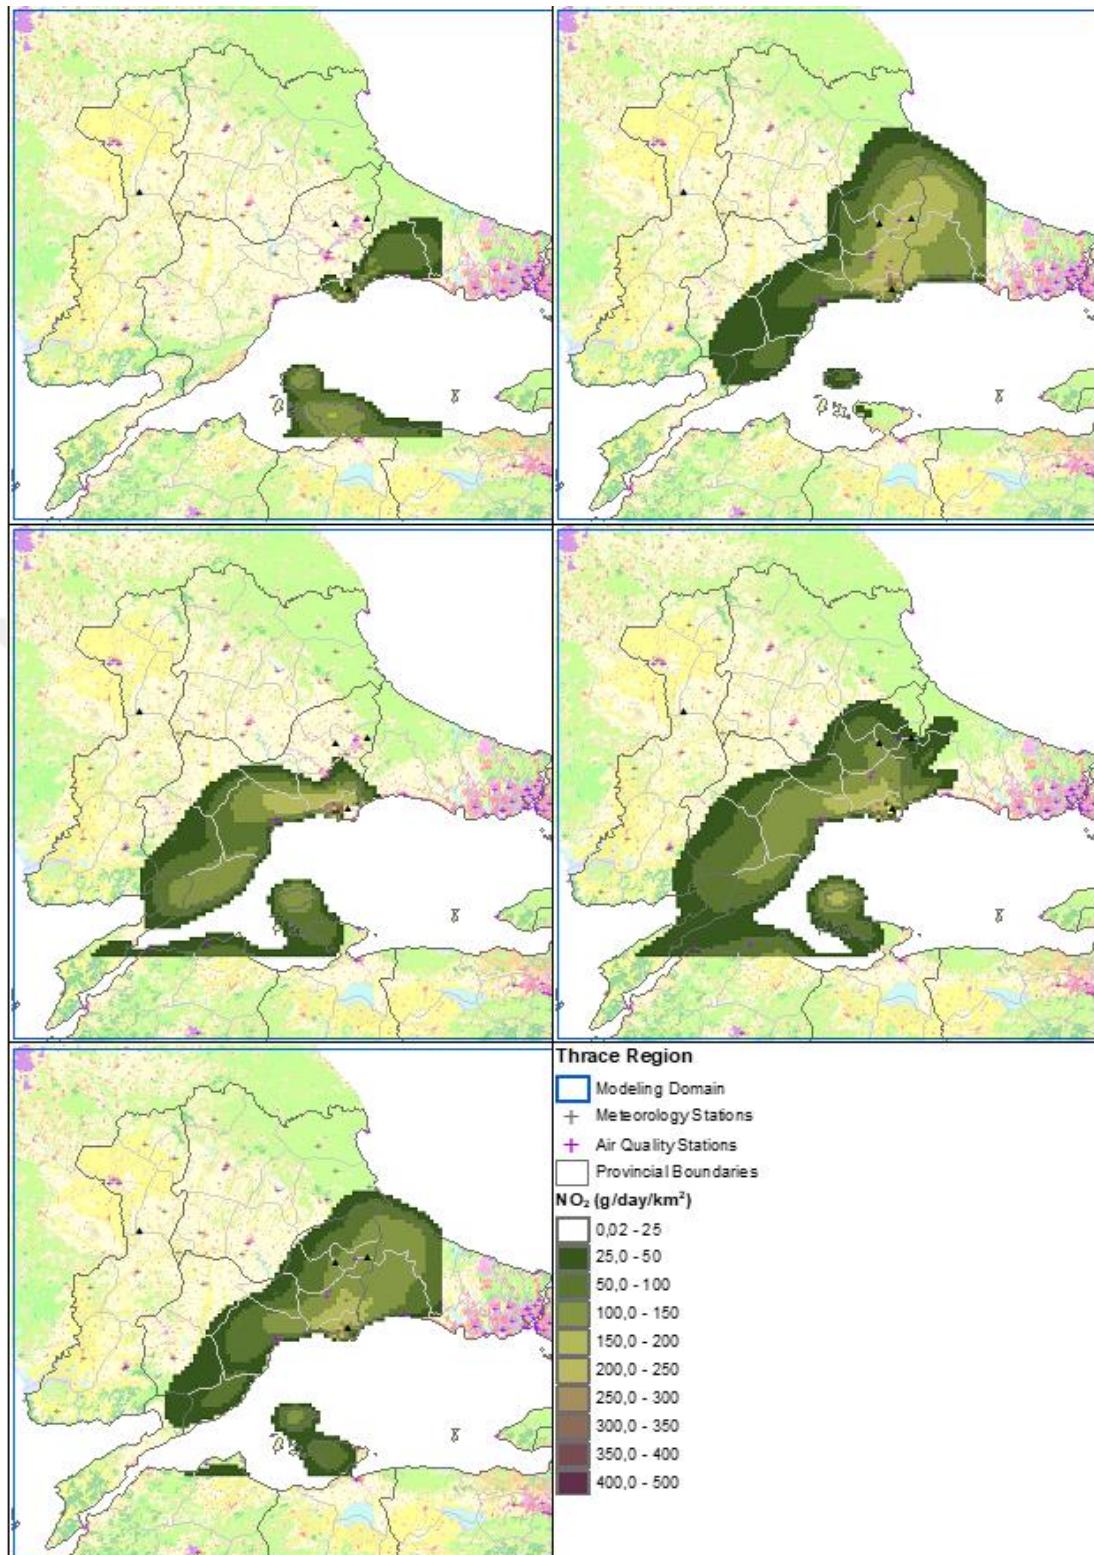 Thrace Region
Modeling Domain
Meteorology Stations
Air Quality Stations
Provincial Boundaries
NO₂ (g/day/km²)
0,02 - 25
25,0 - 50
50,0 - 100
100,0 - 150
150,0 - 200
200,0 - 250
250,0 - 300
300,0 - 350
350,0 - 400
400,0 - 500